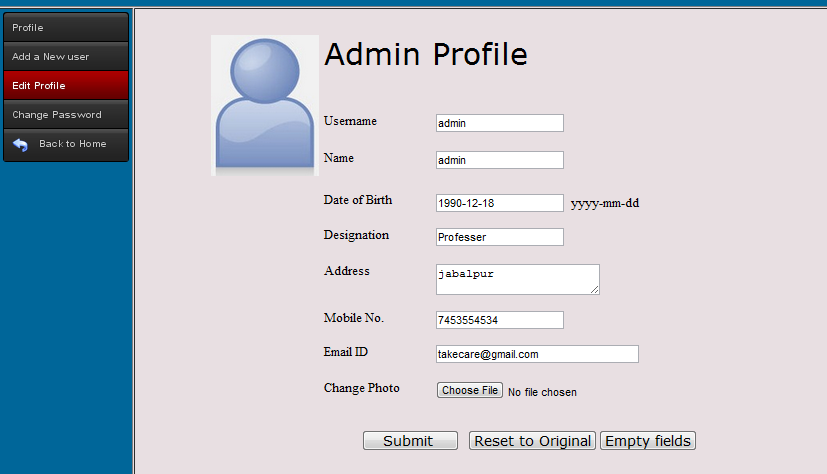 Profile
Add a New user
Edit Profile
Change Password
Back to Home
Admin Profile
Username admin
Name admin
Date of Birth 1990-12-18 yyyy-mm-dd
Designation Professer
Address jabalpur
Mobile No. 7453554534
Email ID takecare@gmail.com
Change Photo Choose File No file chosen
Submit Reset to Original Empty fields